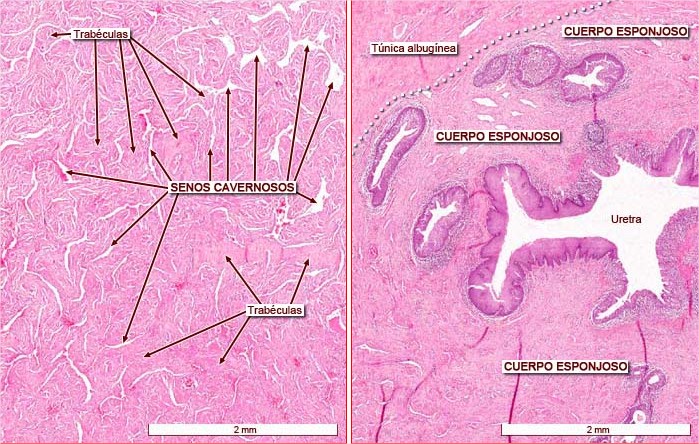 Trabéculas
SENOS CAVERNOSOS
Trabéculas
2 mm
CUERPO ESPONJOSO
Túnica albugínea
CUERPO ESPONJOSO
Uretra
CUERPO ESPONJOSO
2 mm